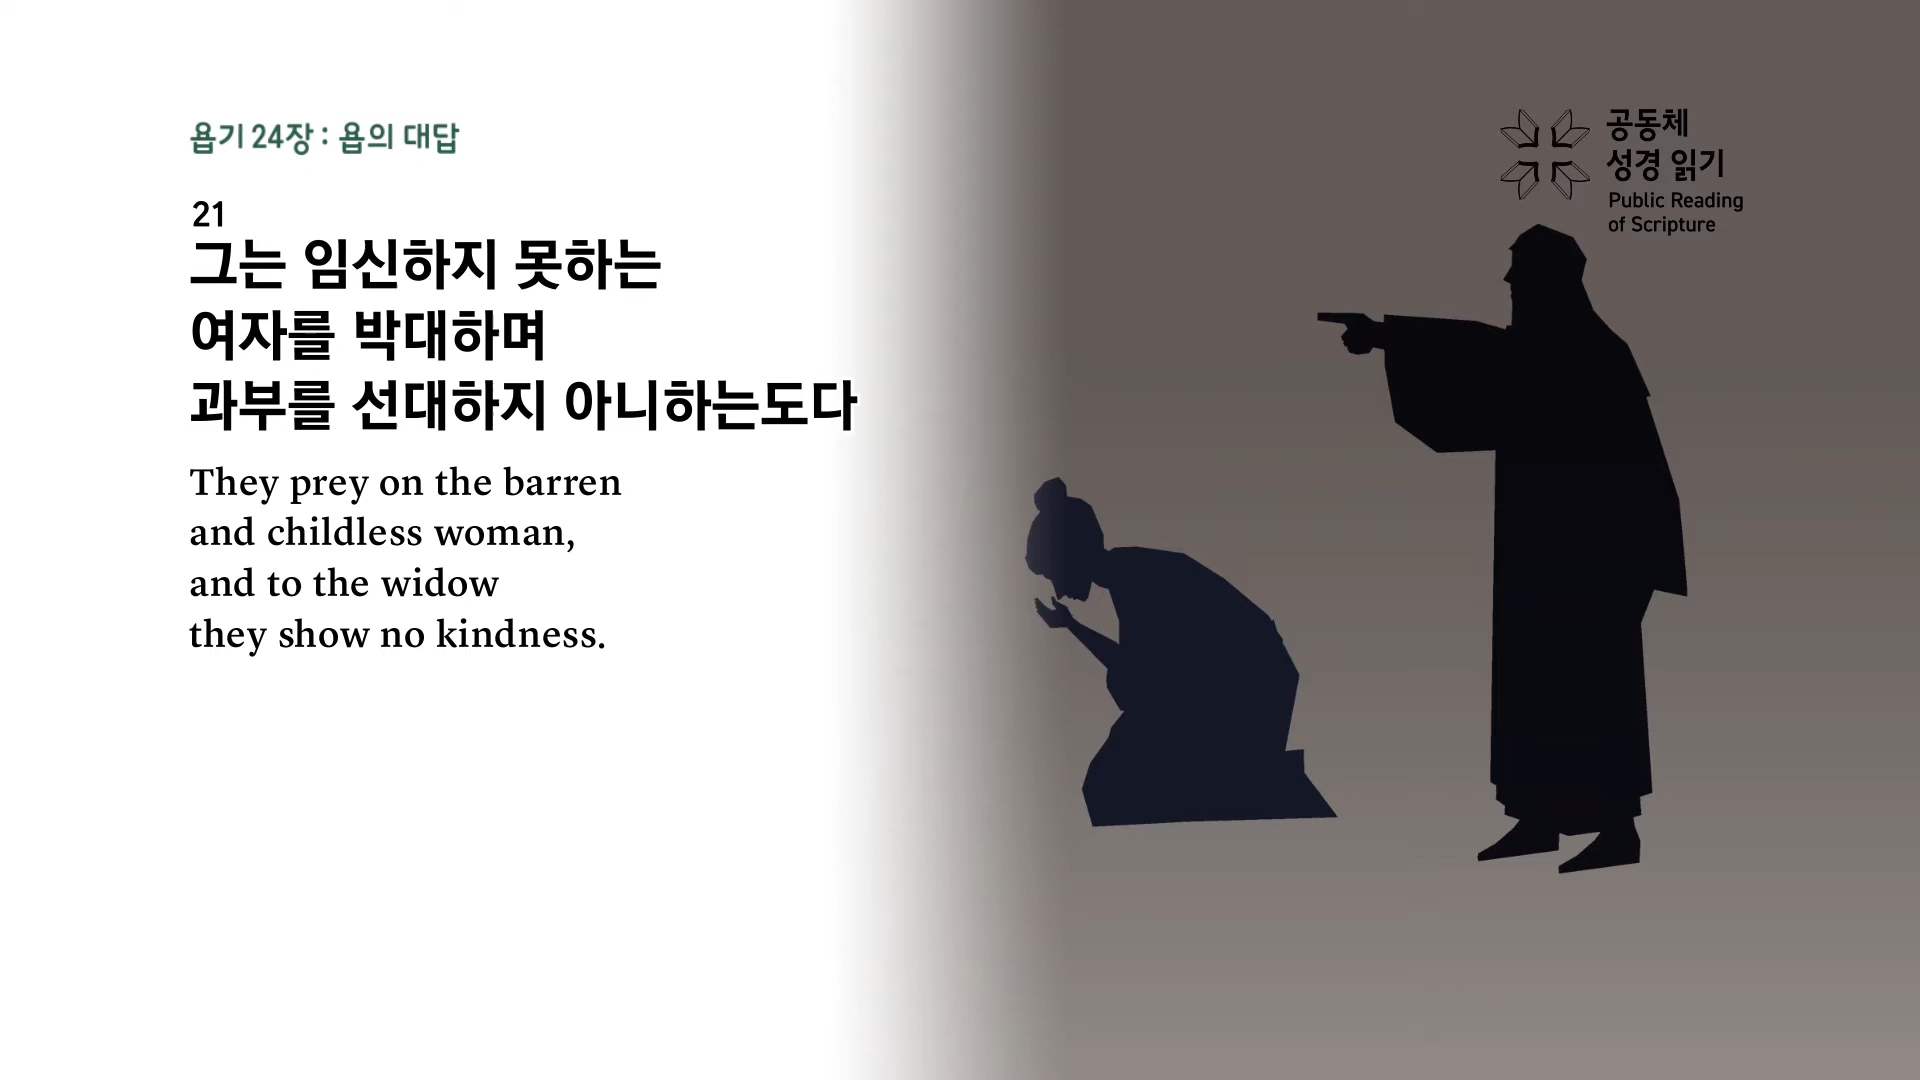 욥기 24장 : 욥의 대답
21
그는 임신하지 못하는
여자를 박대하며
과부를 선대하지 아니하는도다
They prey on the barren
and childless woman,
and to the widow
they show no kindness.
공동체
성경 읽기
Public Reading
of Scripture